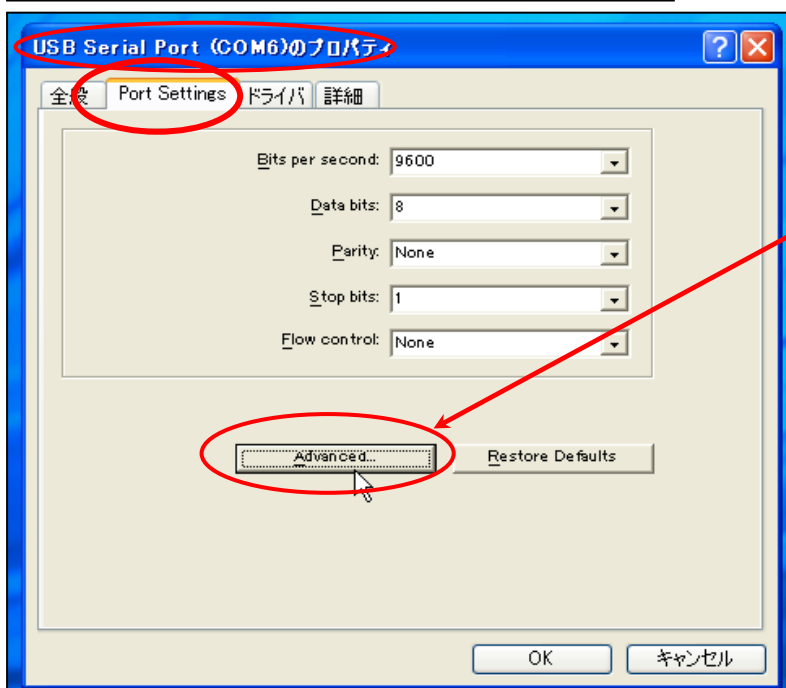 USB Serial Port (COM6)のプロパティ
全般 Port Settings ドライバ 詳細
Bits per second: 9600
Data bits: 8
Parity: None
Stop bits: 1
Flow control: None
Advanced... Restore Defaults
OK キャンセル